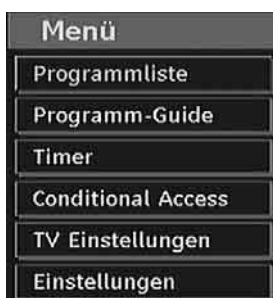 Menü
Programmliste
Programm-Guide
Timer
Conditional Access
TV Einstellungen
Einstellungen